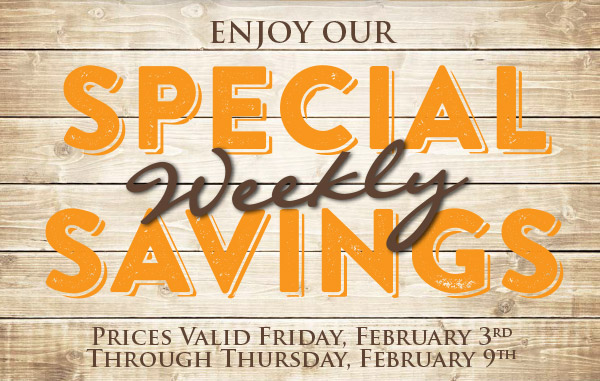 ENJOY OUR
SPECIAL
Weekly
SAVINGS
PRICES VALID FRIDAY, FEBRUARY 3RD
THROUGH THURSDAY, FEBRUARY 9TH